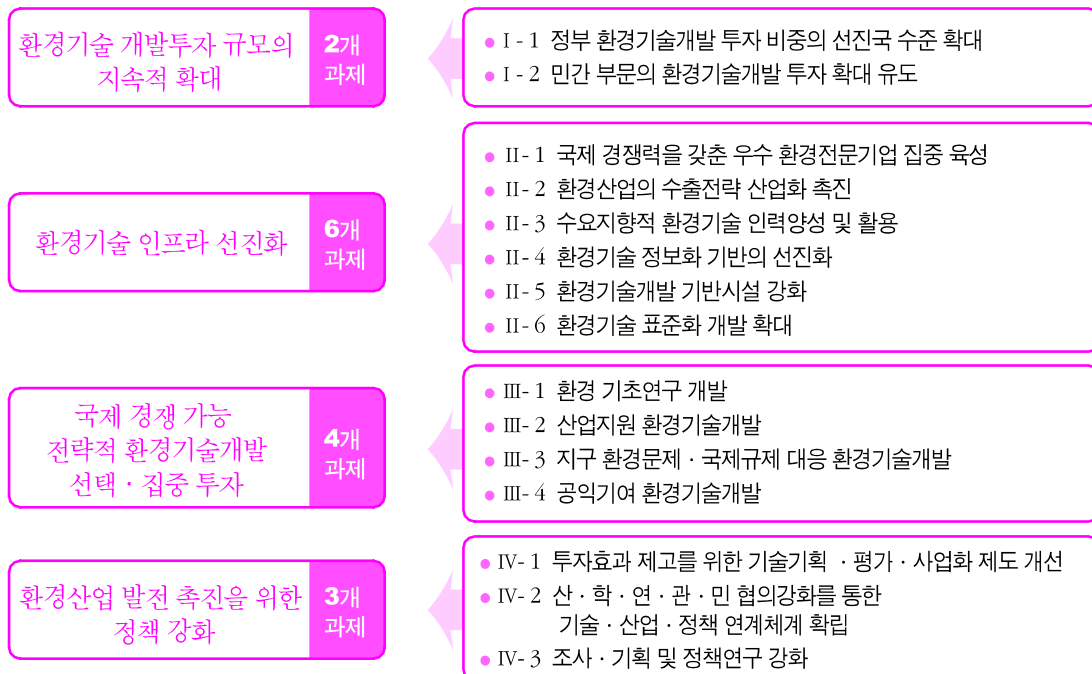 환경기술 개발투자 규모의
지속적 확대
2개
과제
I - 1 정부 환경기술개발 투자 비중의 선진국 수준 확대
I - 2 민간 부문의 환경기술개발 투자 확대 유도
환경기술 인프라 선진화
6개
과제
II - 1 국제 경쟁력을 갖춘 우수 환경전문기업 집중 육성
II - 2 환경산업의 수출전략 산업화 촉진
II - 3 수요지향적 환경기술 인력양성 및 활용
II - 4 환경기술 정보화 기반의 선진화
II - 5 환경기술개발 기반시설 강화
II - 6 환경기술 표준화 개발 확대
국제 경쟁 가능
전략적 환경기술개발
선택 · 집중 투자
4개
과제
III - 1 환경 기초연구 개발
III - 2 산업지원 환경기술개발
III - 3 지구 환경문제 · 국제규제 대응 환경기술개발
III - 4 공익기여 환경기술개발
환경산업 발전 촉진을 위한
정책 강화
3개
과제
IV - 1 투자효과 제고를 위한 기술기획 · 평가 · 사업화 제도 개선
IV - 2 산 · 학 · 연 · 관 · 민 협의강화를 통한
기술 · 산업 · 정책 연계체계 확립
IV - 3 조사 · 기획 및 정책연구 강화